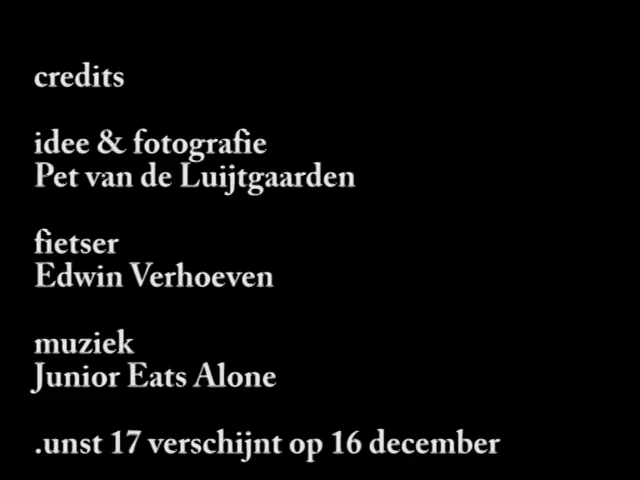 credits
idee & fotografie
Pet van de Luijtgaarden
fietser
Edwin Verhoeven
muziek
Junior Eats Alone
.unst 17 verschijnt op 16 december